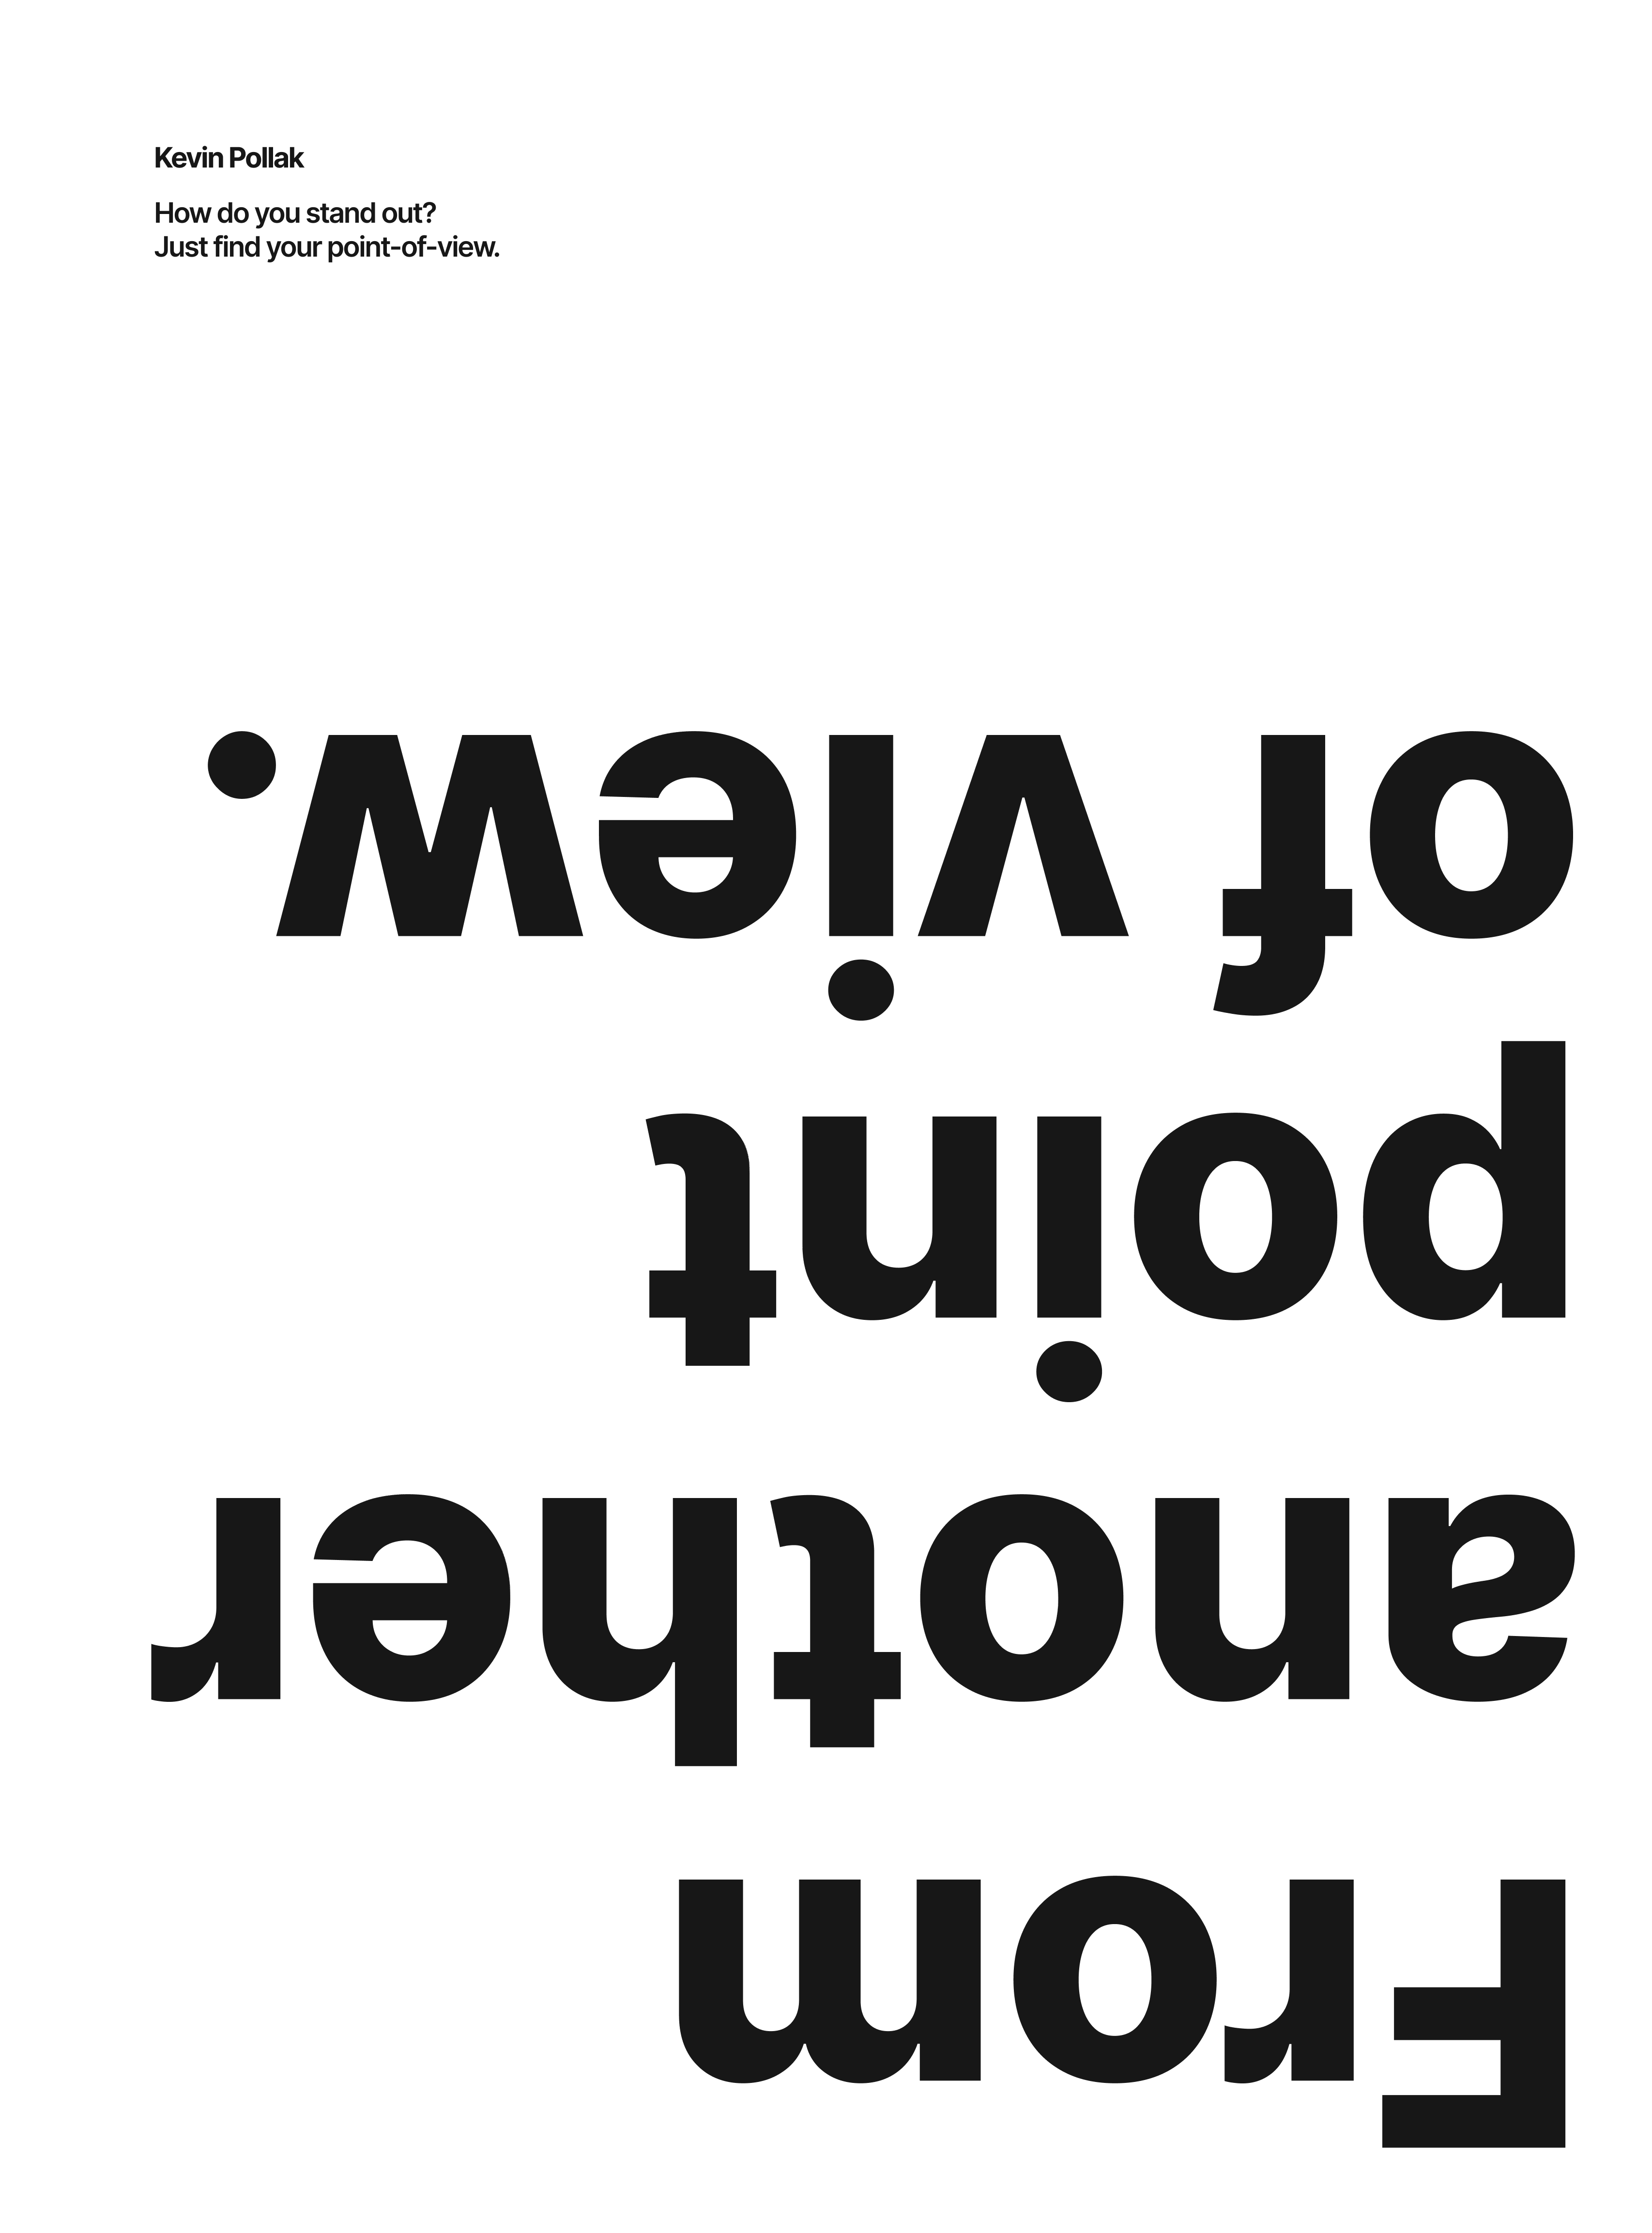 Kevin Pollak
How do you stand out?
Just find your point-of-view.
From
another
point
of view.